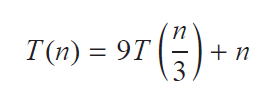 T(n) = 9T(n/3) + n